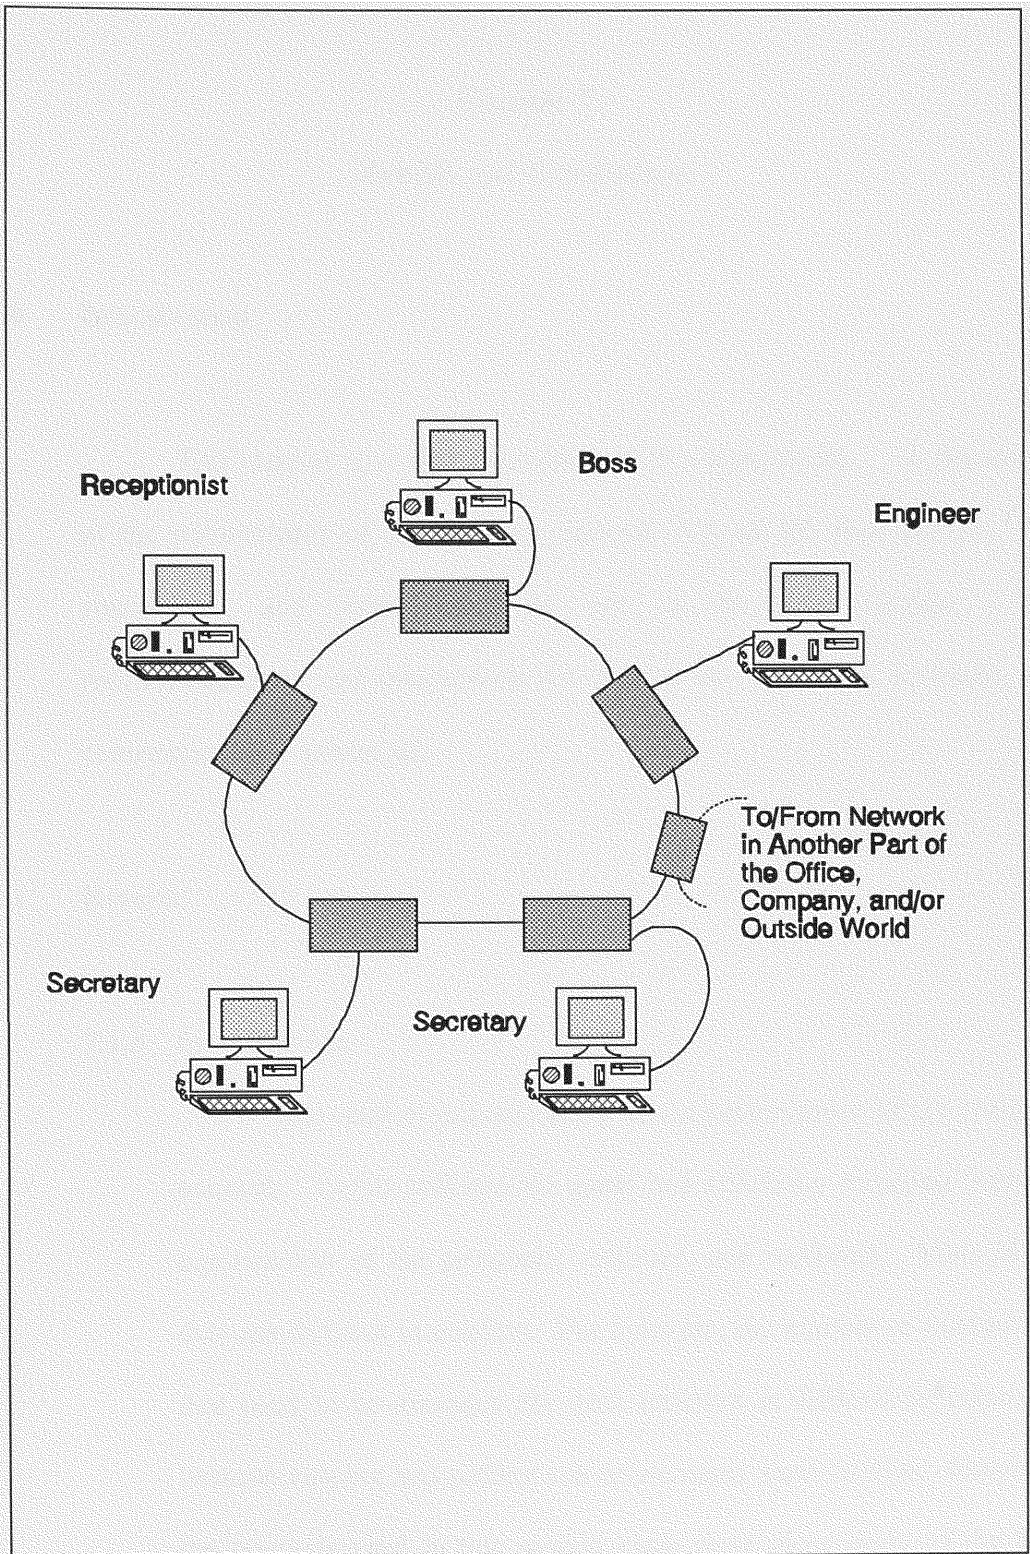 Boss
Receptionist
Engineer
To/From Network
in Another Part of
the Office,
Company, and/or
Outside World
Secretary
Secretary